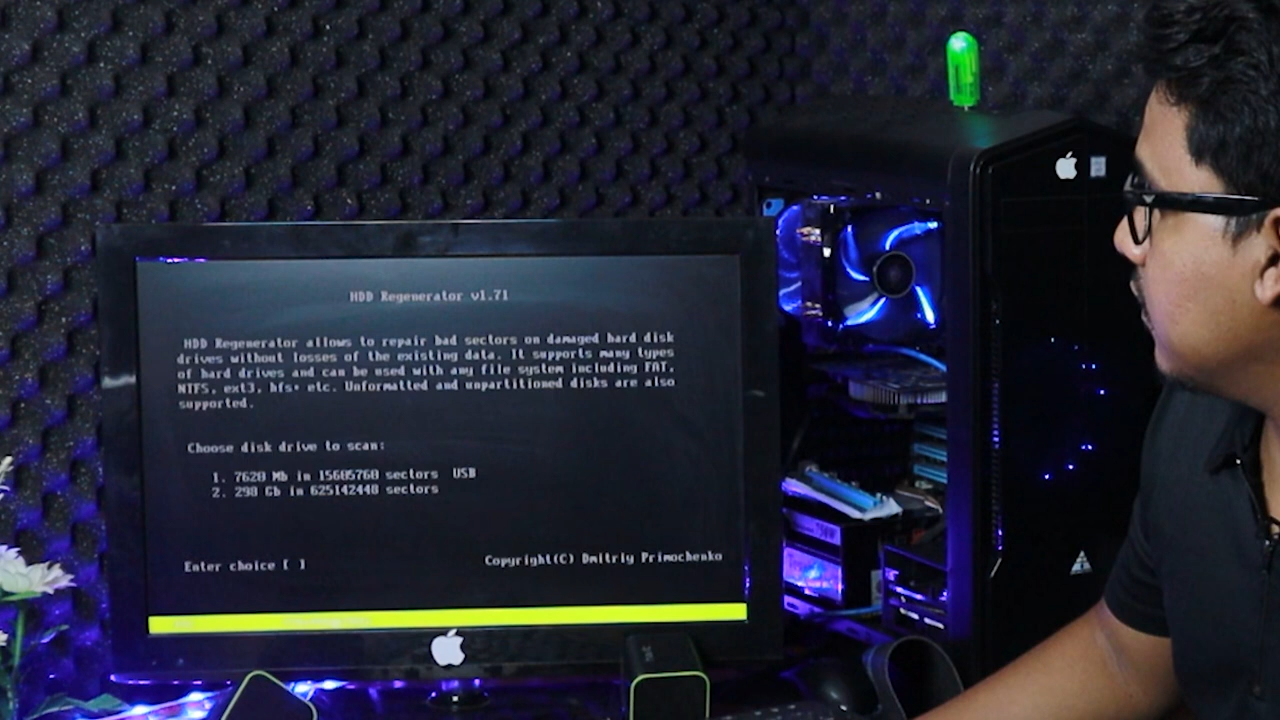 HDD Regenerator v1.71
HDD Regenerator allows to repair bad sectors on damaged hard disk
drives without losses of the existing data. It supports many types
of hard drives and can be used with any file system including FAT,
NTFS, ext3, hfs+ etc. Unformatted and unpartitioned disks are also
supported.
Choose disk drive to scan:
1. 7620 Mb in 15605760 sectors USB
2. 298 Gb in 625142448 sectors
Enter choice [ ]
Copyright(C) Dmitriy Primochenko